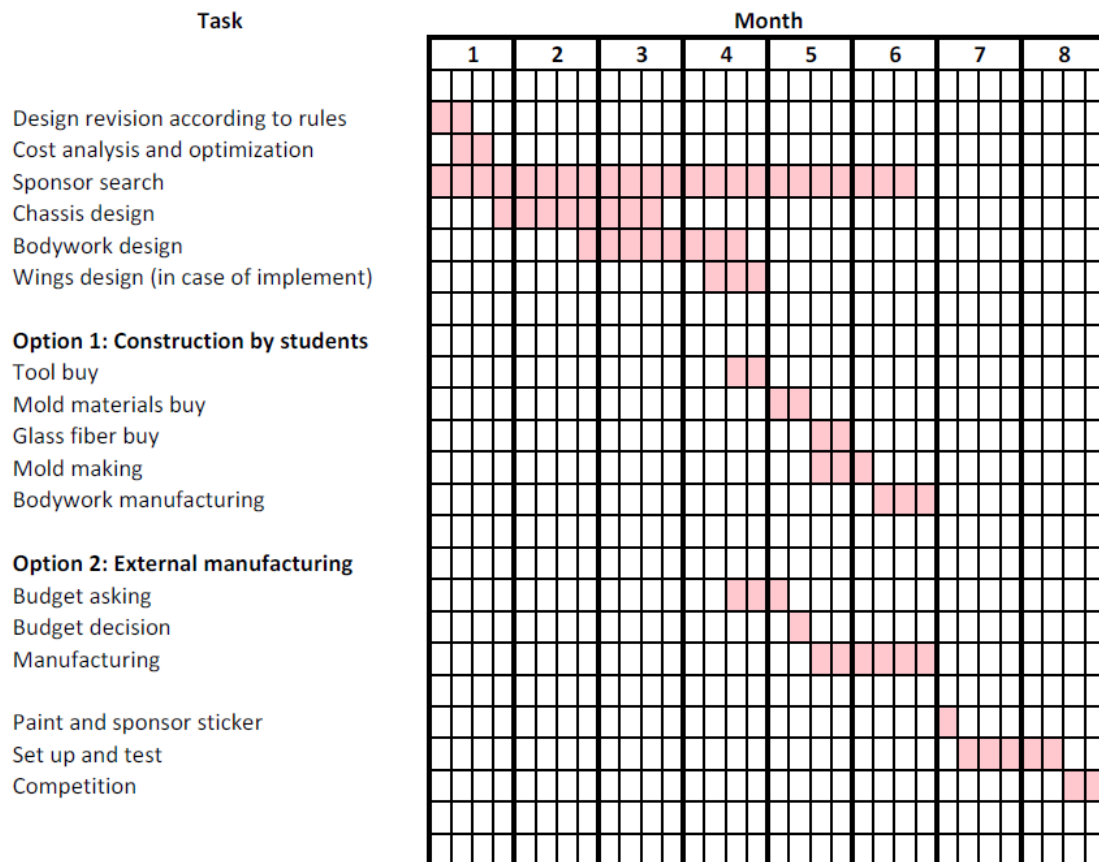 Task Month
1 2 3 4 5 6 7 8
Design revision according to rules
Cost analysis and optimization
Sponsor search
Chassis design
Bodywork design
Wings design (in case of implement)
Option 1: Construction by students
Tool buy
Mold materials buy
Glass fiber buy
Mold making
Bodywork manufacturing
Option 2: External manufacturing
Budget asking
Budget decision
Manufacturing
Paint and sponsor sticker
Set up and test
Competition